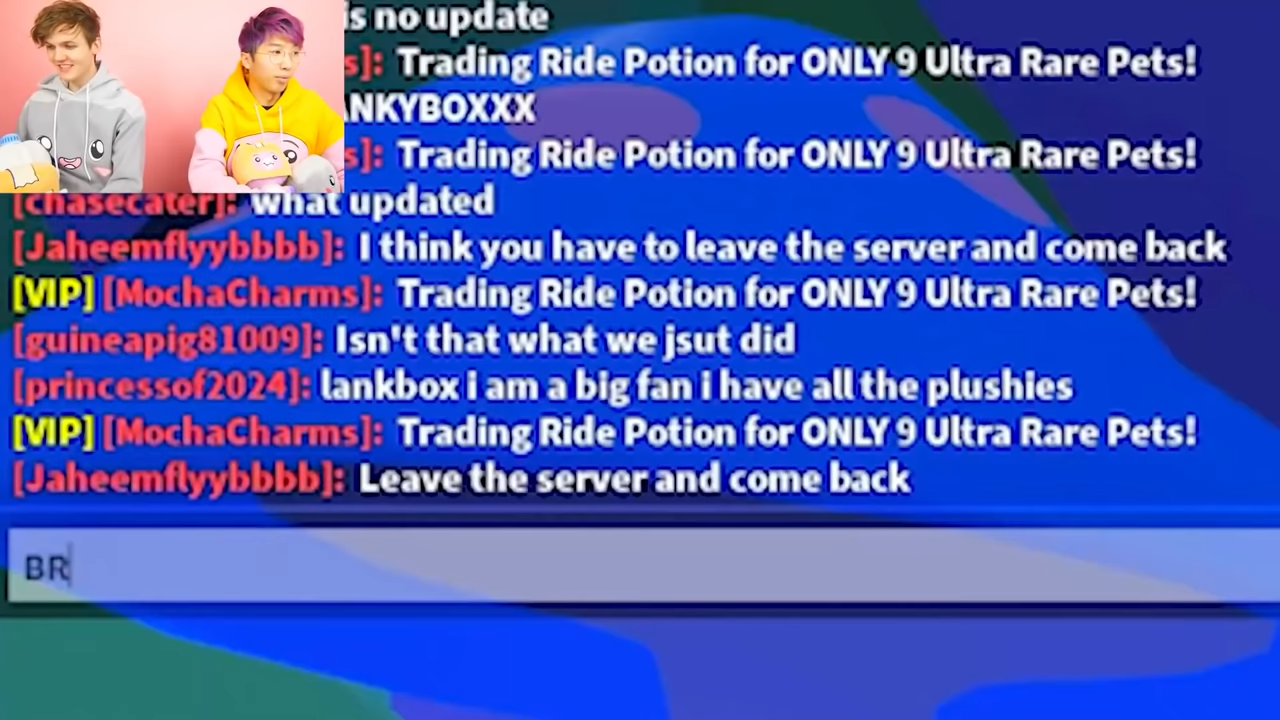 is no update
s]: Trading Ride Potion for ONLY 9 Ultra Rare Pets!
ANKYBOXXX
s]: Trading Ride Potion for ONLY 9 Ultra Rare Pets!
[chasecater]: what updated
[Jaheemflyybbbb]: I think you have to leave the server and come back
[VIP] [MochaCharms]: Trading Ride Potion for ONLY 9 Ultra Rare Pets!
[guineapig81009]: Isn't that what we jsut did
[princessof2024]: lankbox i am a big fan i have all the plushies
[VIP] [MochaCharms]: Trading Ride Potion for ONLY 9 Ultra Rare Pets!
[Jaheemflyybbbb]: Leave the server and come back
BR